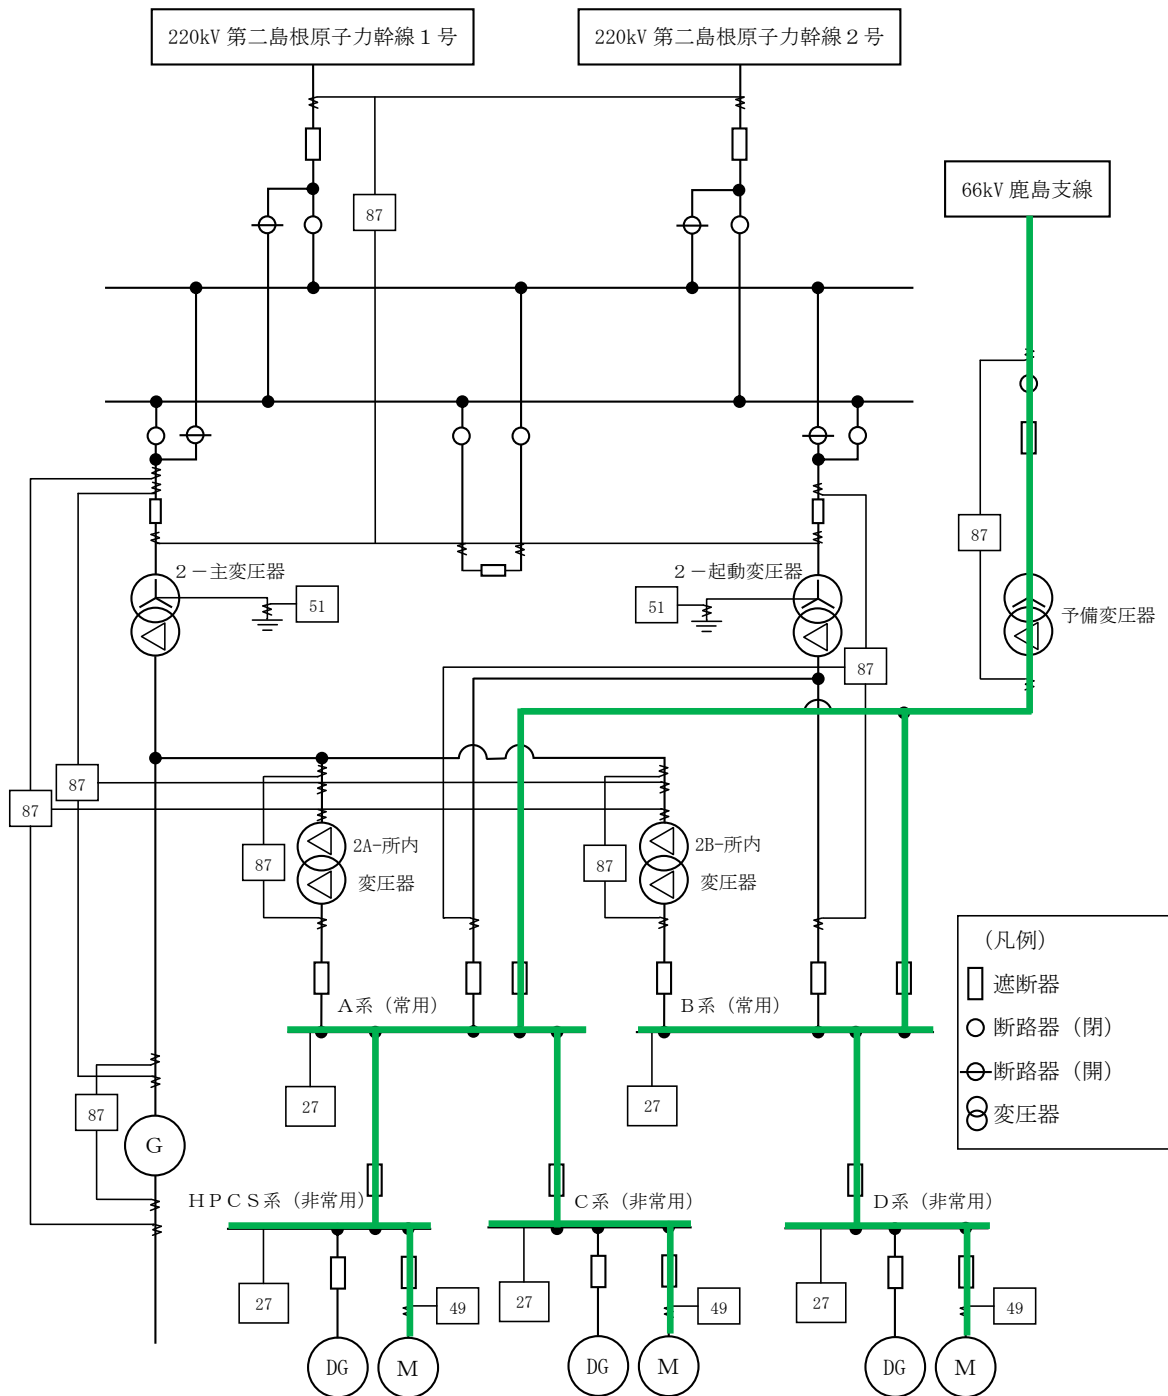 220kV 第二島根原子力幹線１号
220kV 第二島根原子力幹線２号
66kV 鹿島支線
87
87
２－主変圧器
51
２－起動変圧器
51
予備変圧器
87
87
87
2A-所内
変圧器
87
2B-所内
変圧器
87
87
Ａ系（常用）
Ｂ系（常用）
（凡例）
遮断器
断路器（閉）
断路器（開）
変圧器
27
27
87
G
ＨＰＣＳ系（非常用）
Ｃ系（非常用）
Ｄ系（非常用）
27
49
27
49
27
49
DG
M
DG
M
DG
M